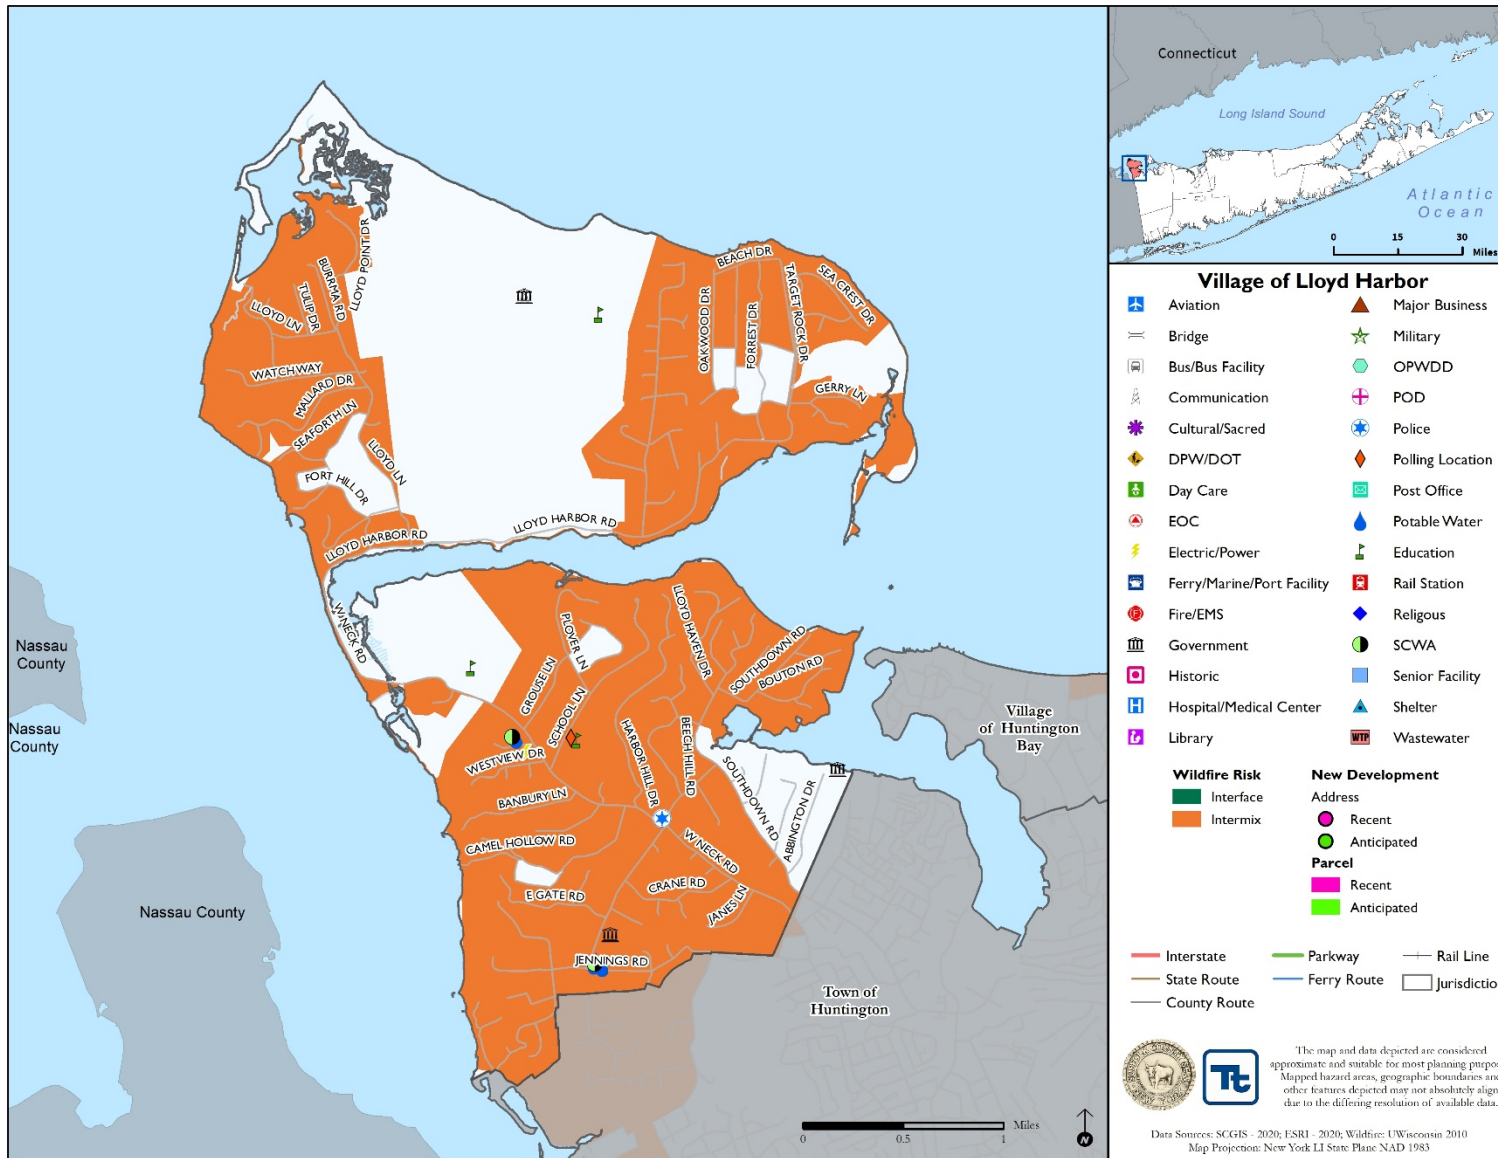 Connecticut
Long Island Sound
Atlantic
Ocean
0 15 30
Miles
Village of Lloyd Harbor
Aviation
Bridge
Bus/Bus Facility
Communication
Cultural/Sacred
DPW/DOT
Day Care
EOC
Electric/Power
Ferry/Marine/Port Facility
Fire/EMS
Government
Historic
Hospital/Medical Center
Library
Major Business
Military
OPWDD
POD
Police
Polling Location
Post Office
Potable Water
Education
Rail Station
Religous
SCWA
Senior Facility
Shelter
WTP Wastewater
Wildfire Risk
Interface
Intermix
New Development
Address
Recent
Anticipated
Parcel
Recent
Anticipated
Interstate
State Route
County Route
Parkway
Ferry Route
Rail Line
Jurisdictio
Tt
The map and data depicted are considered
approximate and suitable for most planning purpos
Mapped hazard areas, geographic boundaries and
other features depicted may not absolutely align
due to the differing resolution of available data.
Data Sources: SCGIS - 2020; ESRI - 2020; Wildfire: UWisconsin 2010
Map Projection: New York LI State Plane NAD 1983
LLOYD POINT DR
BURRMA RD
TULIP DR
LLOYD LN
WATCHWAY
MALLARD DR
SEAFORTH LN
LLOYD LN
FORT HILL DR
LLOYD HARBOR RD
LLOYD HARBOR RD
BEACH DR
OAKWOOD DR
FORREST DR
TARGET ROCK DR
SEA CREST DR
GERRY LN
W NECK RD
PLOVER LN
GROUSE LN
SCHOOL LN
LLOYD HAVEN DR
SOUTHDOWN RD
BOUTON RD
WESTVIEW DR
HARBOR HILL DR
BEECH HILL RD
SOUTHDOWN RD
ABBINGTON DR
BANBURY LN
CAMEL HOLLOW RD
W NECK RD
CRANE RD
E GATE RD
JANES LN
JENNINGS RD
Nassau
County
Nassau
County
Nassau County
Village
of Huntington
Bay
Town of
Huntington
Miles
0 0.5 1
N